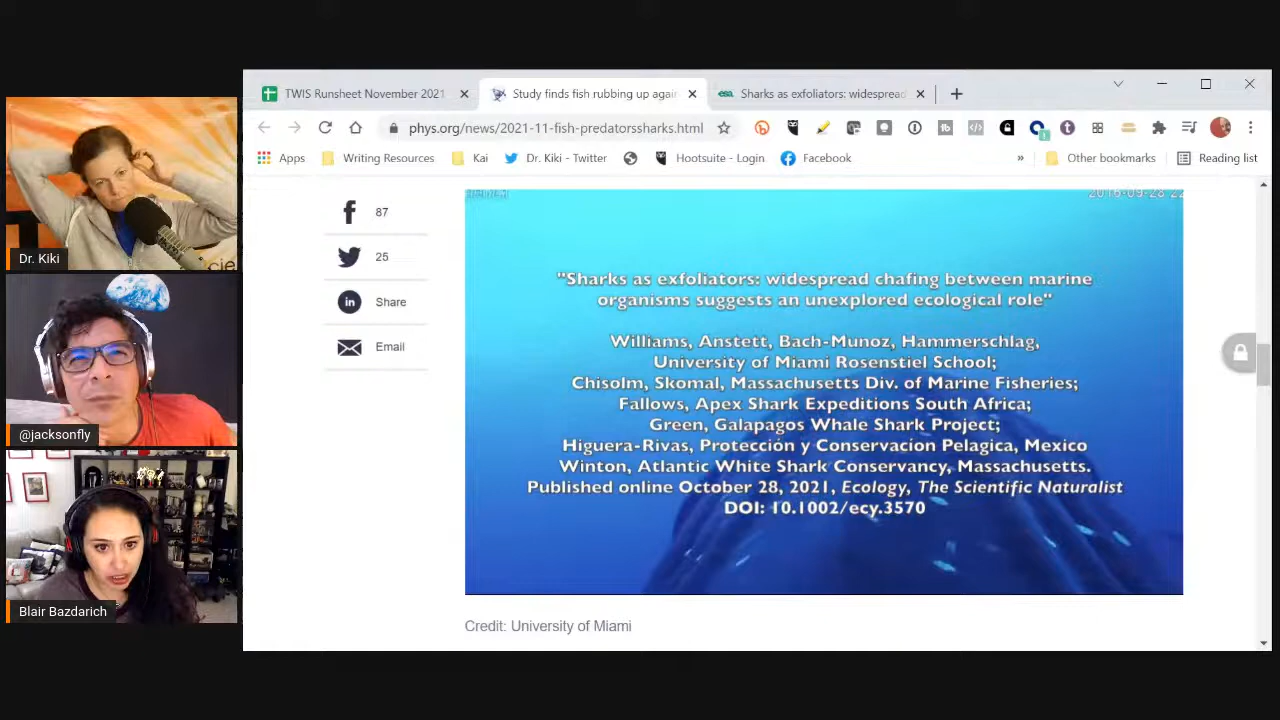 TWIS Runsheet November 2021
Study finds fish rubbing up agai
Sharks as exfoliators: widespread
phys.org/news/2021-11-fish-predatorssharks.html
Apps
Writing Resources
Kai
Dr. Kiki - Twitter
Hootsuite - Login
Facebook
»
Other bookmarks
Reading list
87
25
Share
Email
2016-09-28 22
"Sharks as exfoliators: widespread chafing between marine
organisms suggests an unexplored ecological role"
Williams, Anstett, Bach-Munoz, Hammerschlag,
University of Miami Rosenstiel School;
Chisolm, Skomal, Massachusetts Div. of Marine Fisheries;
Fallows, Apex Shark Expeditions South Africa;
Green, Galapagos Whale Shark Project;
Higuera-Rivas, Protección y Conservacion Pelagica, Mexico
Winton, Atlantic White Shark Conservancy, Massachusetts.
Published online October 28, 2021, Ecology, The Scientific Naturalist
DOI: 10.1002/ecy.3570
Credit: University of Miami
Dr. Kiki
@jacksonfly
Blair Bazdarich